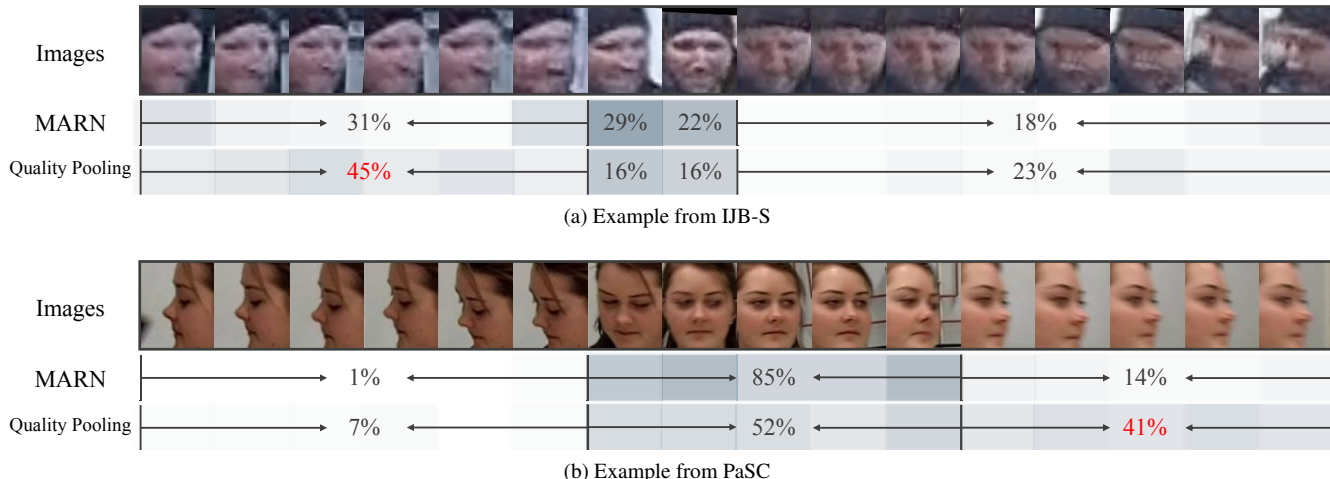 Images
MARN 31% 29% 22% 18%
Quality Pooling 45% 16% 16% 23%
(a) Example from IJB-S
Images
MARN 1% 85% 14%
Quality Pooling 7% 52% 41%
(b) Example from PaSC